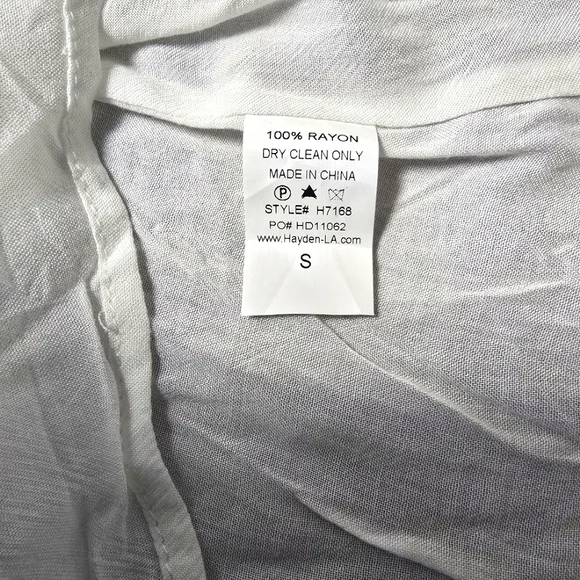 100% RAYON
DRY CLEAN ONLY
MADE IN CHINA
P
STYLE# H7168
PO# HD11062
www.Hayden-LA.com
S